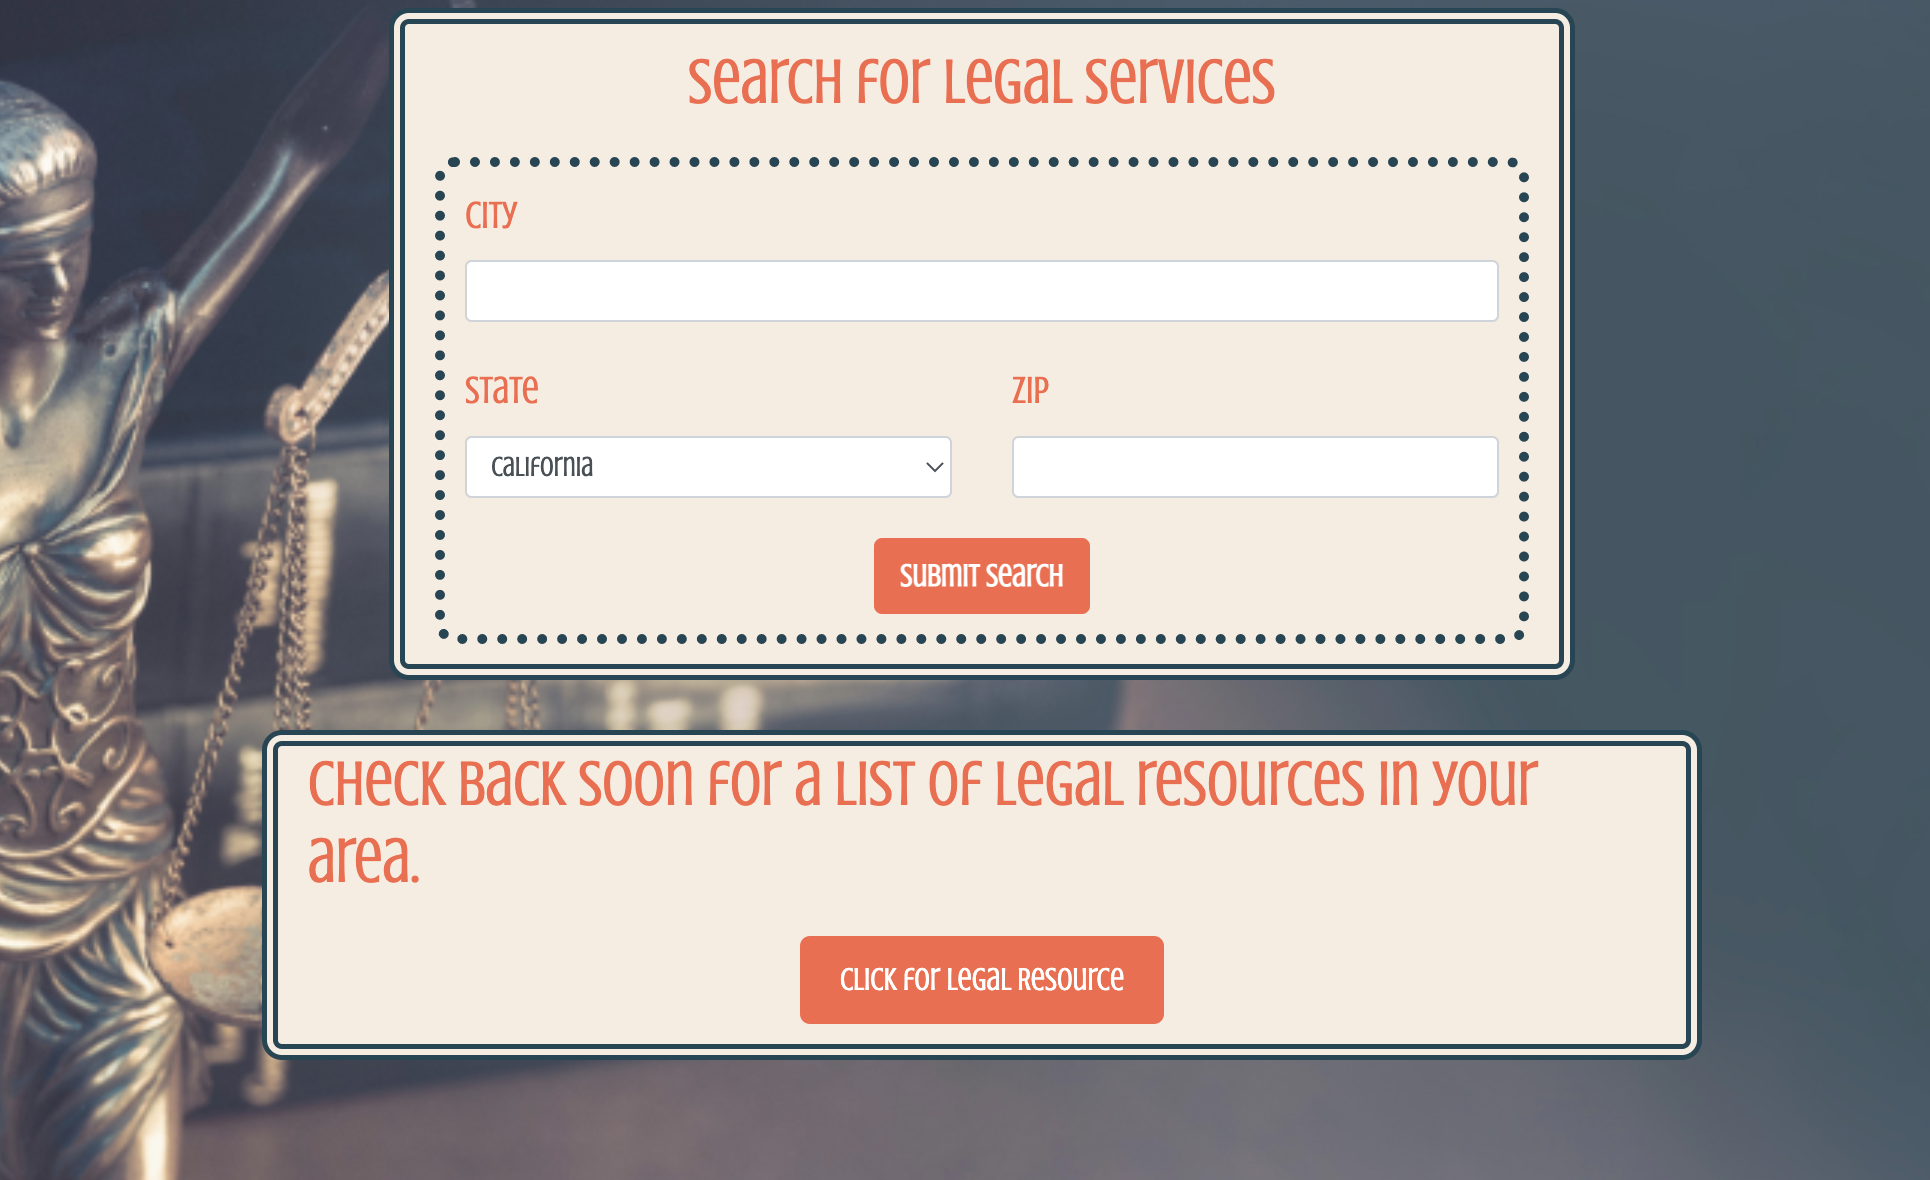 Search for Legal Services
City
State
Zip
California
Submit Search
Check back soon for a list of legal resources in your
area.
Click for Legal Resource